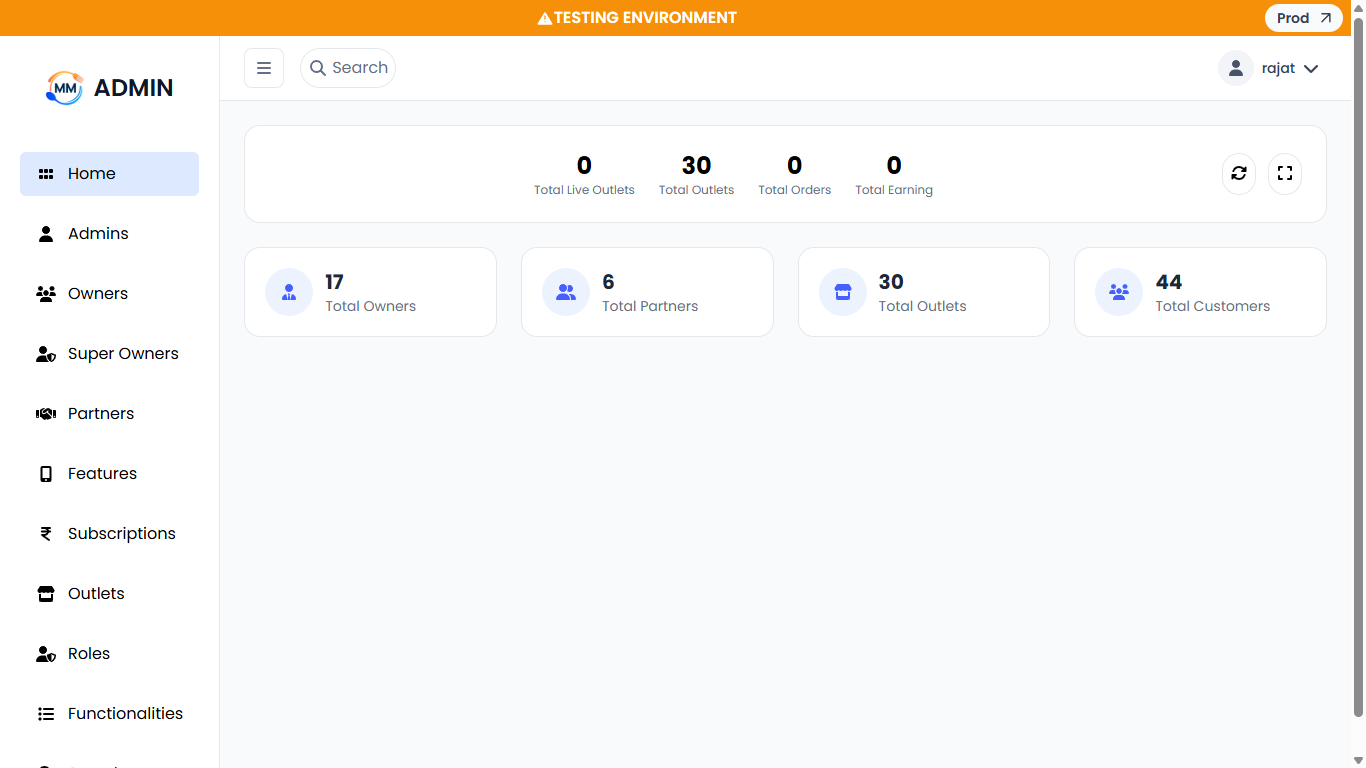 TESTING ENVIRONMENT
Prod
MM ADMIN
Search
rajat
Home
Admins
Owners
Super Owners
Partners
Features
Subscriptions
Outlets
Roles
Functionalities
0
Total Live Outlets
30
Total Outlets
0
Total Orders
0
Total Earning
17
Total Owners
6
Total Partners
30
Total Outlets
44
Total Customers